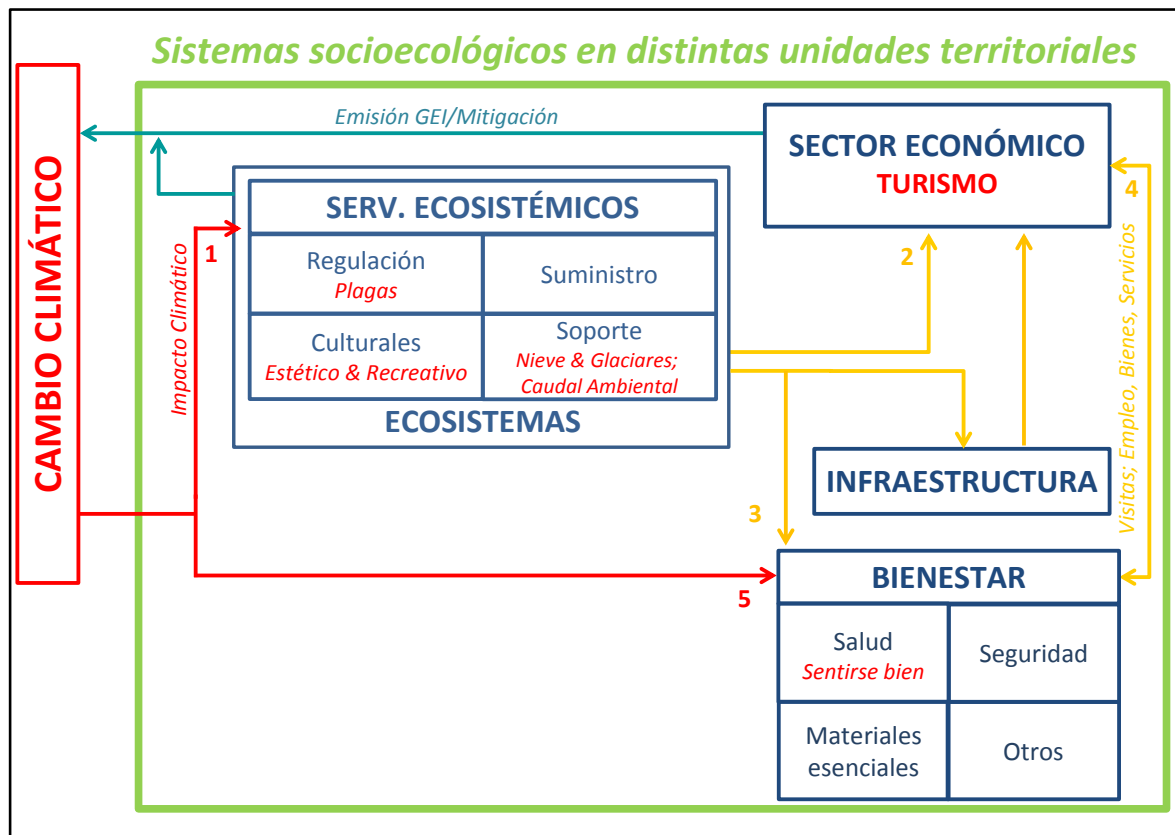 Sistemas socioecológicos en distintas unidades territoriales
CAMBIO CLIMÁTICO
Emisión GEI/Mitigación
SECTOR ECONÓMICO
TURISMO
4
SERV. ECOSISTÉMICOS
1
Impacto Climático
Regulación
Plagas
Suministro
2
Culturales
Estético & Recreativo
Soporte
Nieve & Glaciares;
Caudal Ambiental
ECOSISTEMAS
Visitas; Empleo, Bienes, Servicios
INFRAESTRUCTURA
3
5
BIENESTAR
Salud
Sentirse bien
Seguridad
Materiales
esenciales
Otros